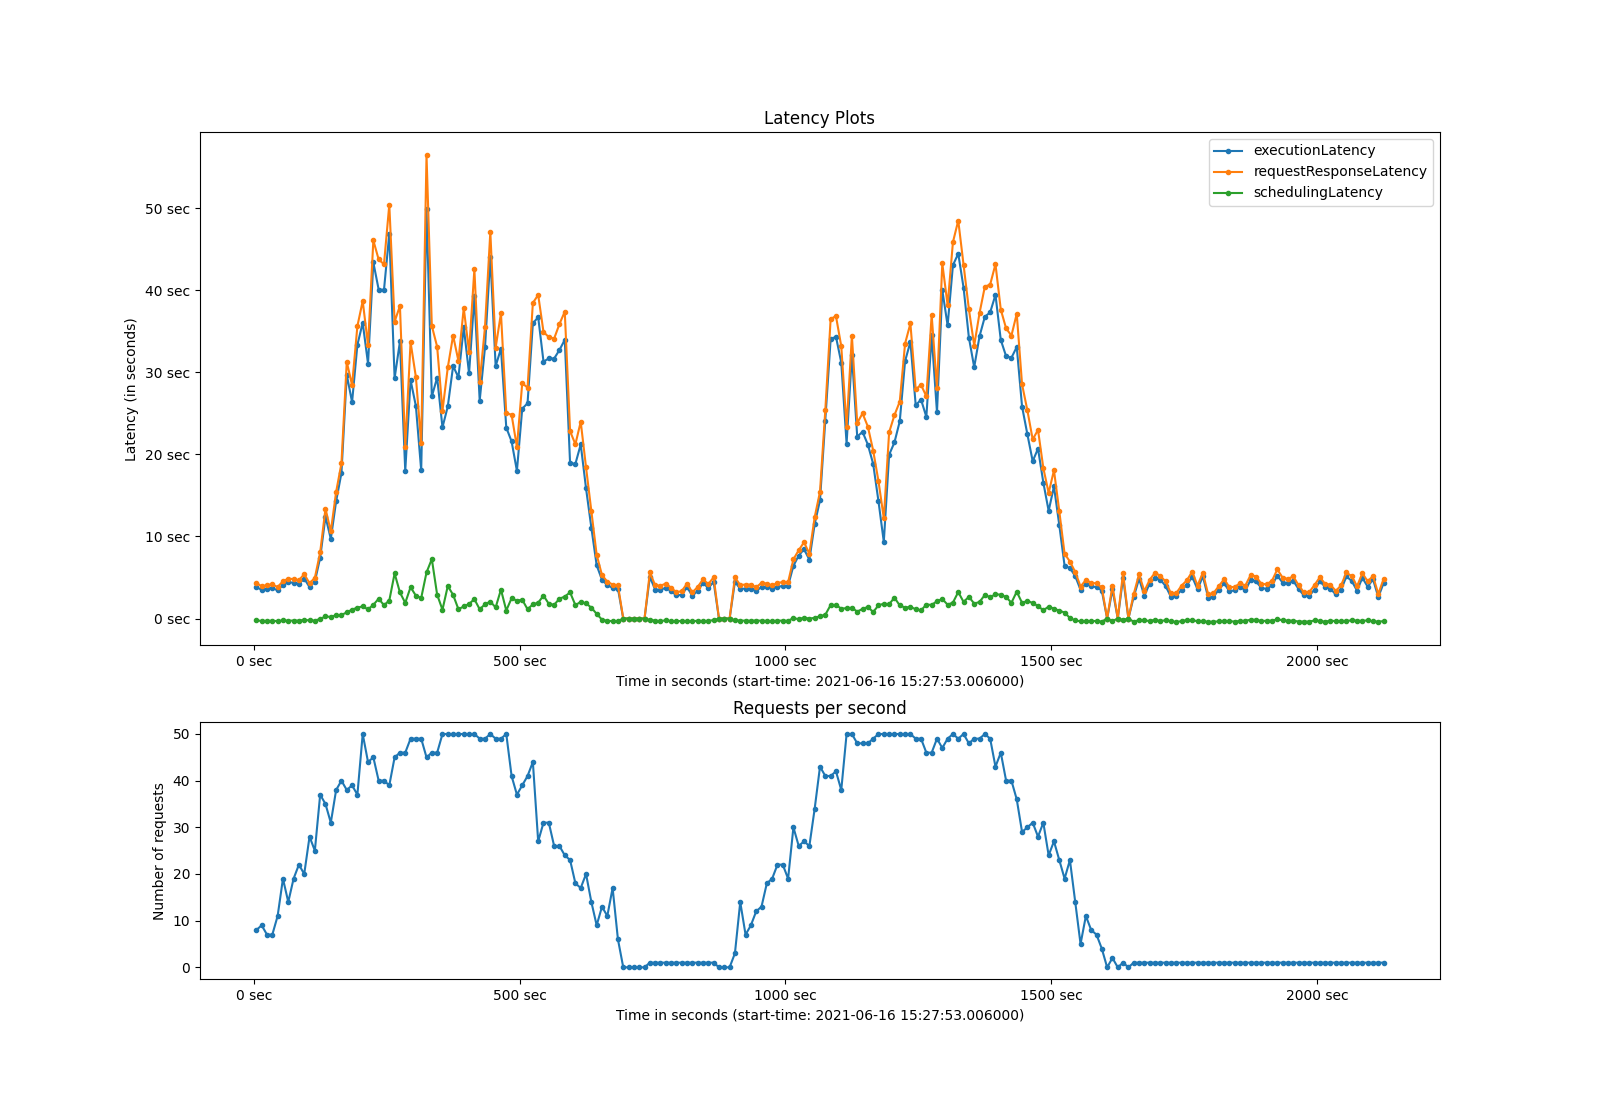 Latency Plots
executionLatency
requestResponseLatency
schedulingLatency
Latency (in seconds)
50 sec
40 sec
30 sec
20 sec
10 sec
0 sec
0 sec 500 sec 1000 sec 1500 sec 2000 sec
Time in seconds (start-time: 2021-06-16 15:27:53.006000)
Requests per second
Number of requests
50
40
30
20
10
0
0 sec 500 sec 1000 sec 1500 sec 2000 sec
Time in seconds (start-time: 2021-06-16 15:27:53.006000)